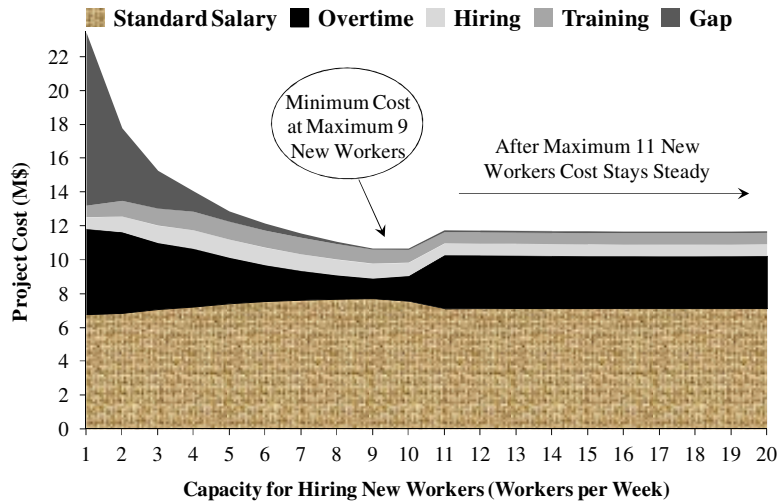 Standard Salary Overtime Hiring Training Gap
22
20
18
16
14
12
10
8
6
4
2
0
Project Cost (M$)
Minimum Cost
at Maximum 9
New Workers
After Maximum 11 New
Workers Cost Stays Steady
1 2 3 4 5 6 7 8 9 10 11 12 13 14 15 16 17 18 19 20
Capacity for Hiring New Workers (Workers per Week)